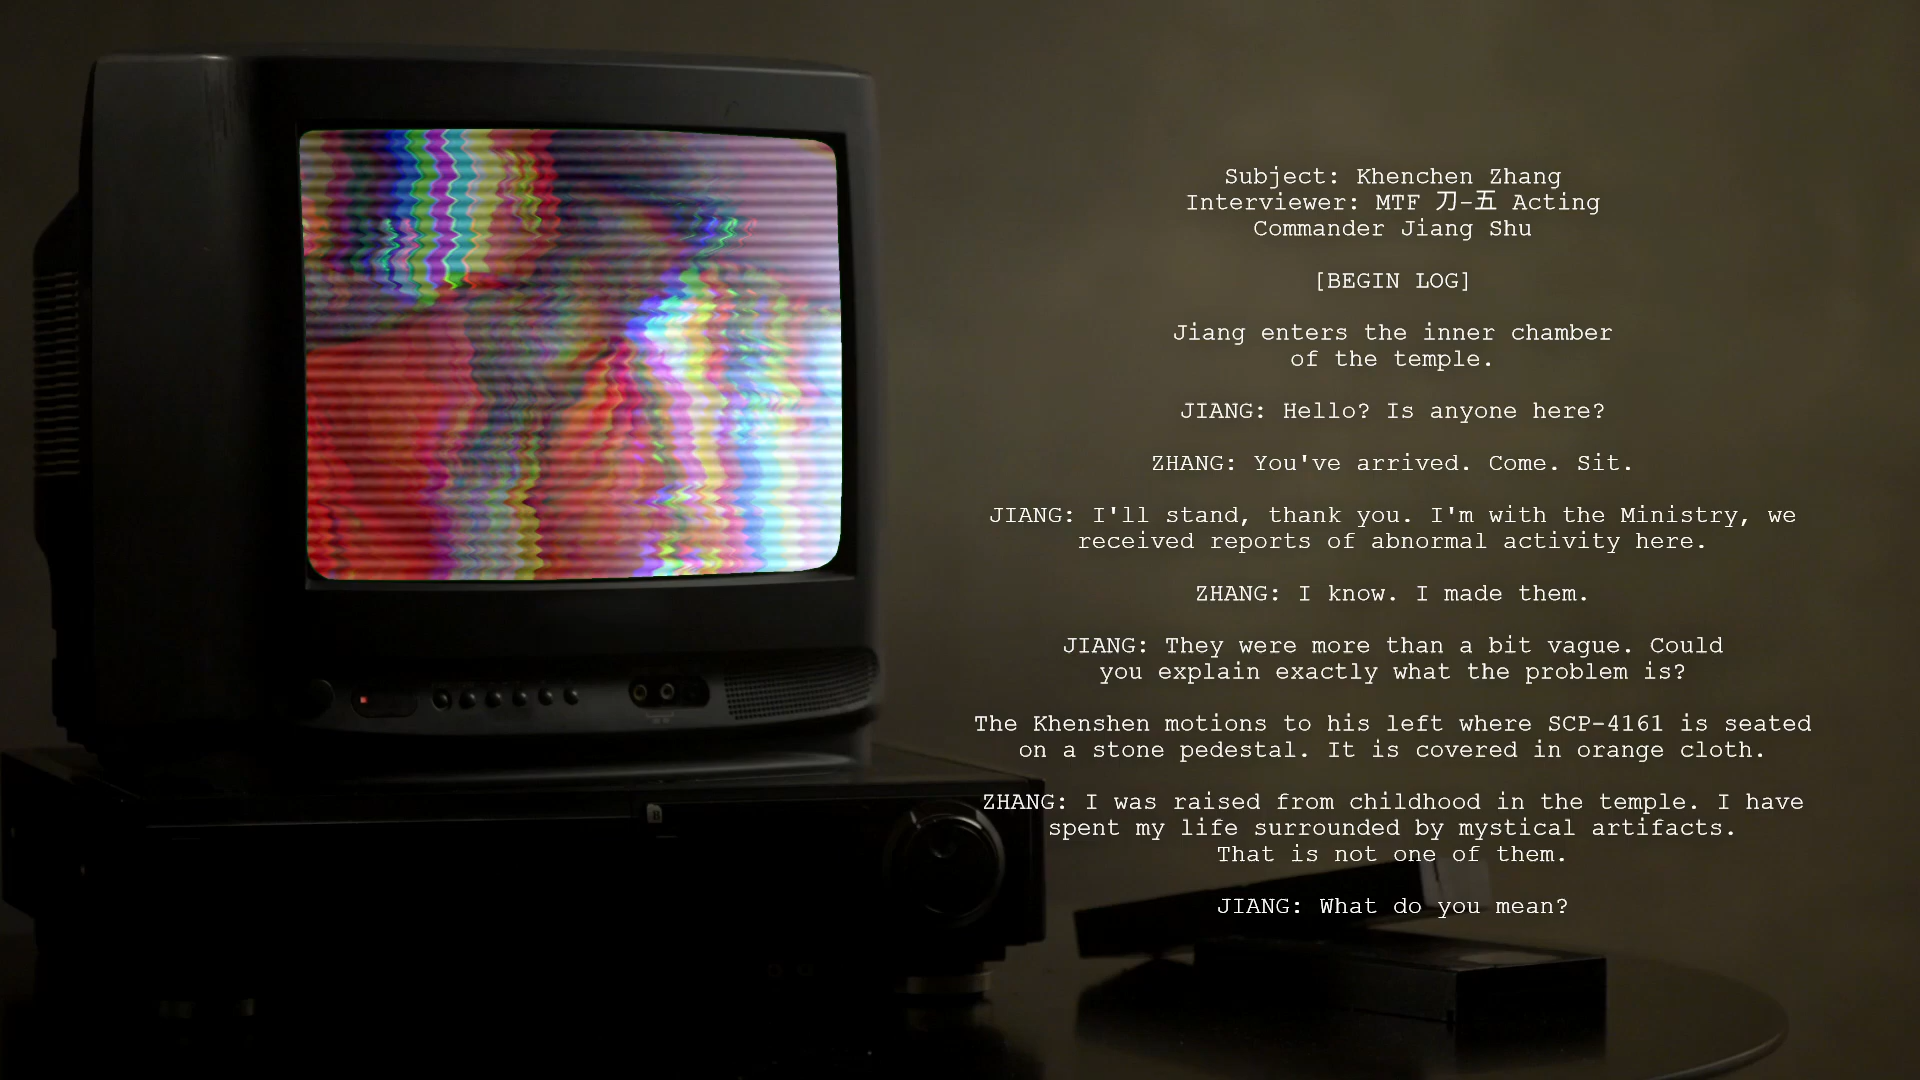 Subject: Khenchen Zhang
Interviewer: MTF 刀-五 Acting
Commander Jiang Shu
[BEGIN LOG]
Jiang enters the inner chamber
of the temple.
JIANG: Hello? Is anyone here?
ZHANG: You've arrived. Come. Sit.
JIANG: I'll stand, thank you. I'm with the Ministry, we
received reports of abnormal activity here.
ZHANG: I know. I made them.
JIANG: They were more than a bit vague. Could
you explain exactly what the problem is?
The Khenshen motions to his left where SCP-4161 is seated
on a stone pedestal. It is covered in orange cloth.
ZHANG: I was raised from childhood in the temple. I have
spent my life surrounded by mystical artifacts.
That is not one of them.
JIANG: What do you mean?